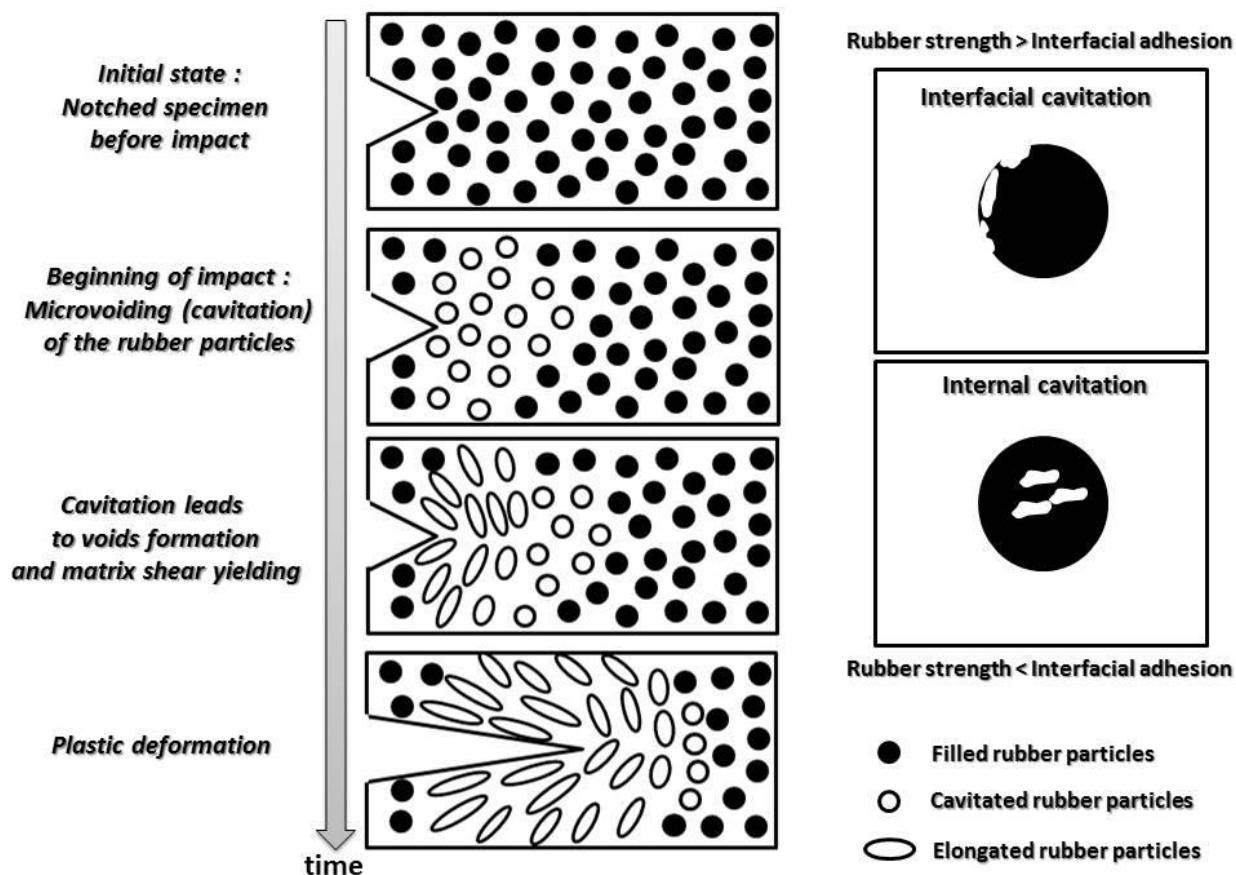 Initial state :
Notched specimen
before impact
Beginning of impact :
Microvoiding (cavitation)
of the rubber particles
Cavitation leads
to voids formation
and matrix shear yielding
Plastic deformation
time
Rubber strength > Interfacial adhesion
Interfacial cavitation
Internal cavitation
Rubber strength < Interfacial adhesion
Filled rubber particles
Cavitated rubber particles
Elongated rubber particles